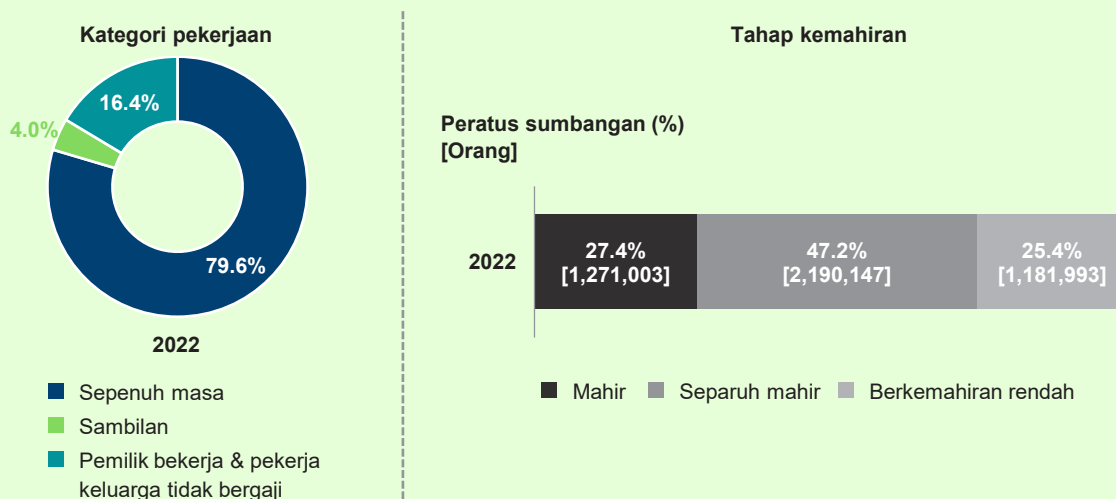 Kategori pekerjaan
16.4%
4.0%
79.6%
2022
Sepenuh masa
Sambilan
Pemilik bekerja & pekerja
keluarga tidak bergaji
Tahap kemahiran
Peratus sumbangan (%)
[Orang]
2022
27.4%
[1,271,003]
47.2%
[2,190,147]
25.4%
[1,181,993]
Mahir
Separuh mahir
Berkemahiran rendah